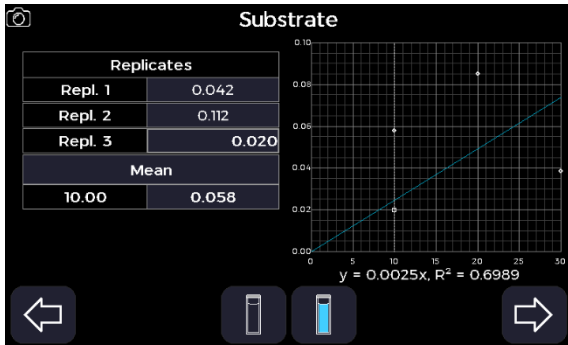 Substrate
Replicates
Repl. 1 0.042
Repl. 2 0.112
Repl. 3 0.020
Mean
10.00 0.058
0.10
0.08
0.06
0.04
0.02
0.00
0 5 10 15 20 25 30
y = 0.0025x, R² = 0.6989